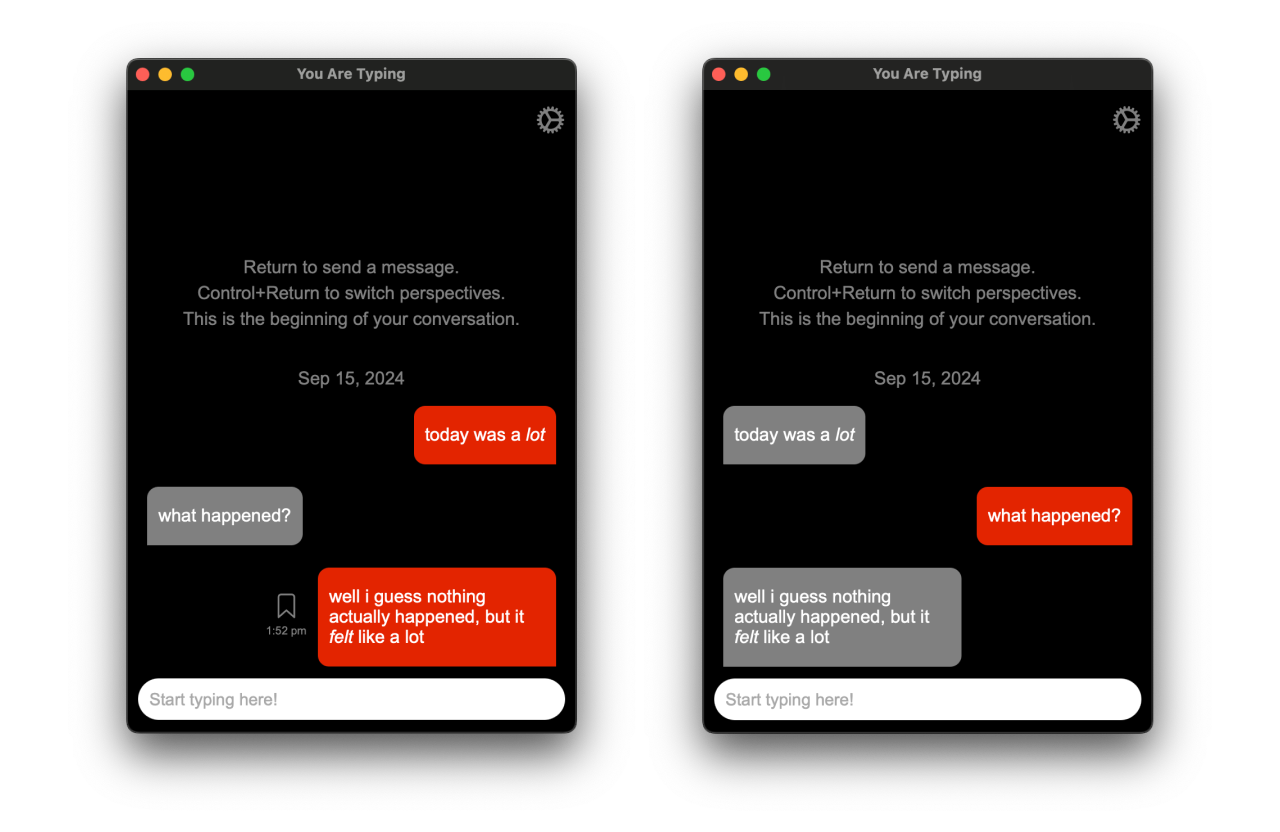 You Are Typing
Return to send a message.
Control+Return to switch perspectives.
This is the beginning of your conversation.
Sep 15, 2024
today was a lot
what happened?
well i guess nothing
actually happened, but it
felt like a lot
1:52 pm
Start typing here!
You Are Typing
Return to send a message.
Control+Return to switch perspectives.
This is the beginning of your conversation.
Sep 15, 2024
today was a lot
what happened?
well i guess nothing
actually happened, but it
felt like a lot
Start typing here!